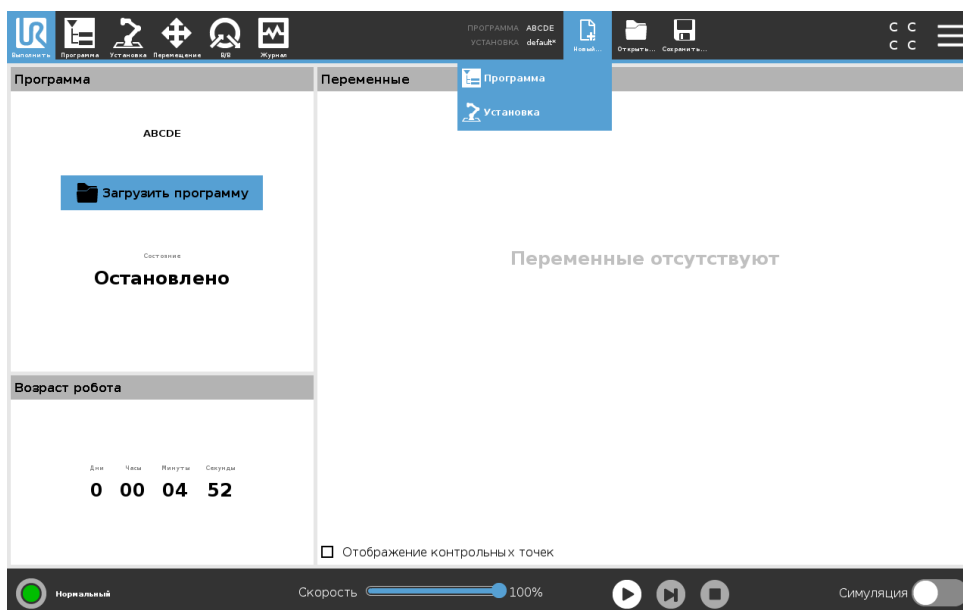 UR
ПРОГРАММА ABCDE
УСТАНОВКА default*
C C
C C
Выполнить Программа Установка Перемещение В/В Журнал
Новый... Открыть... Сохранить...
Программа
Установка
Программа
Переменные
ABCDE
Загрузить программу
Состояние
Остановлено
Переменные отсутствуют
Возраст робота
Дни Часы Минуты Секунды
0 00 04 52
Отображение контрольных точек
Нормальный
Скорость 100%
Симуляция